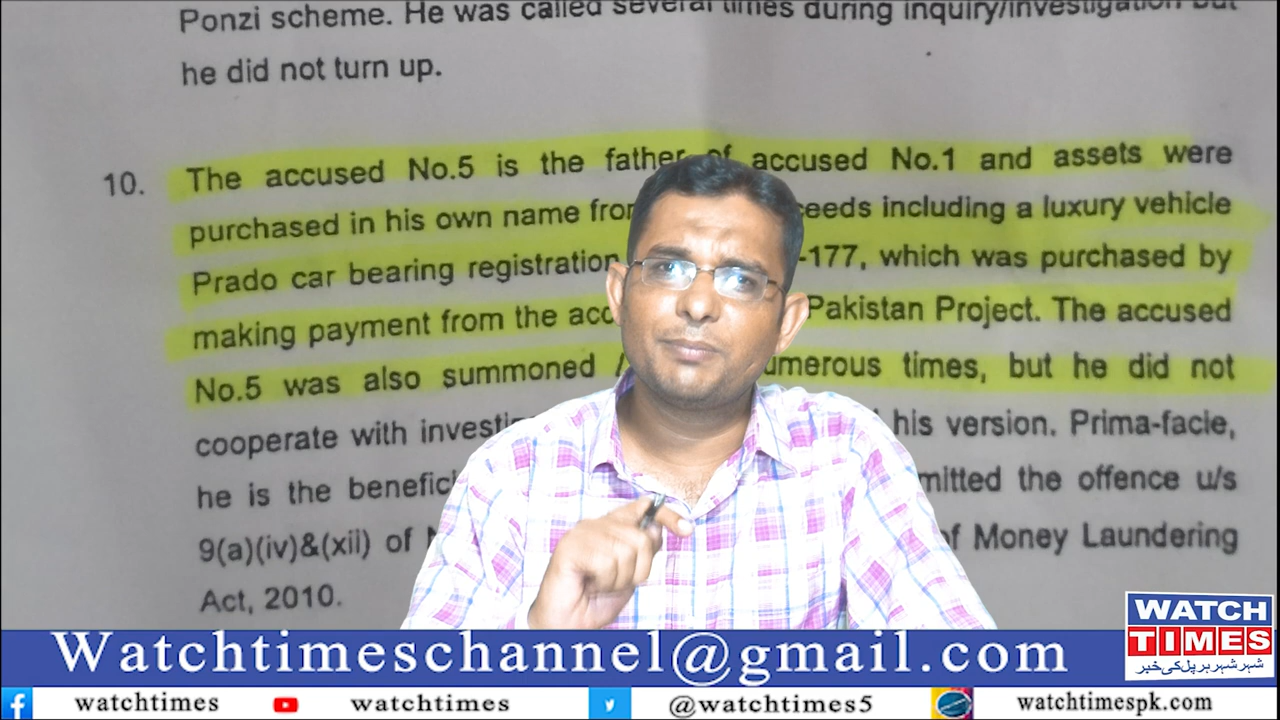 Ponzi scheme. He was called several times during inquiry/investigation but
he did not turn up.
10. The accused No.5 is the father of accused No.1 and assets were
purchased in his own name from ceeds including a luxury vehicle
Prado car bearing registration -177, which was purchased by
making payment from the acc Pakistan Project. The accused
No.5 was also summoned / umerous times, but he did not
cooperate with investi his version. Prima-facie,
he is the benefici mitted the offence u/s
9(a)(iv)&(xii) of of Money Laundering
Act, 2010.
Watchtimeschannel@gmail.com
WATCH
TIMES
شہر شہر ہر پل کی خبر
watchtimes watchtimes @watchtimes5 watchtimespk.com